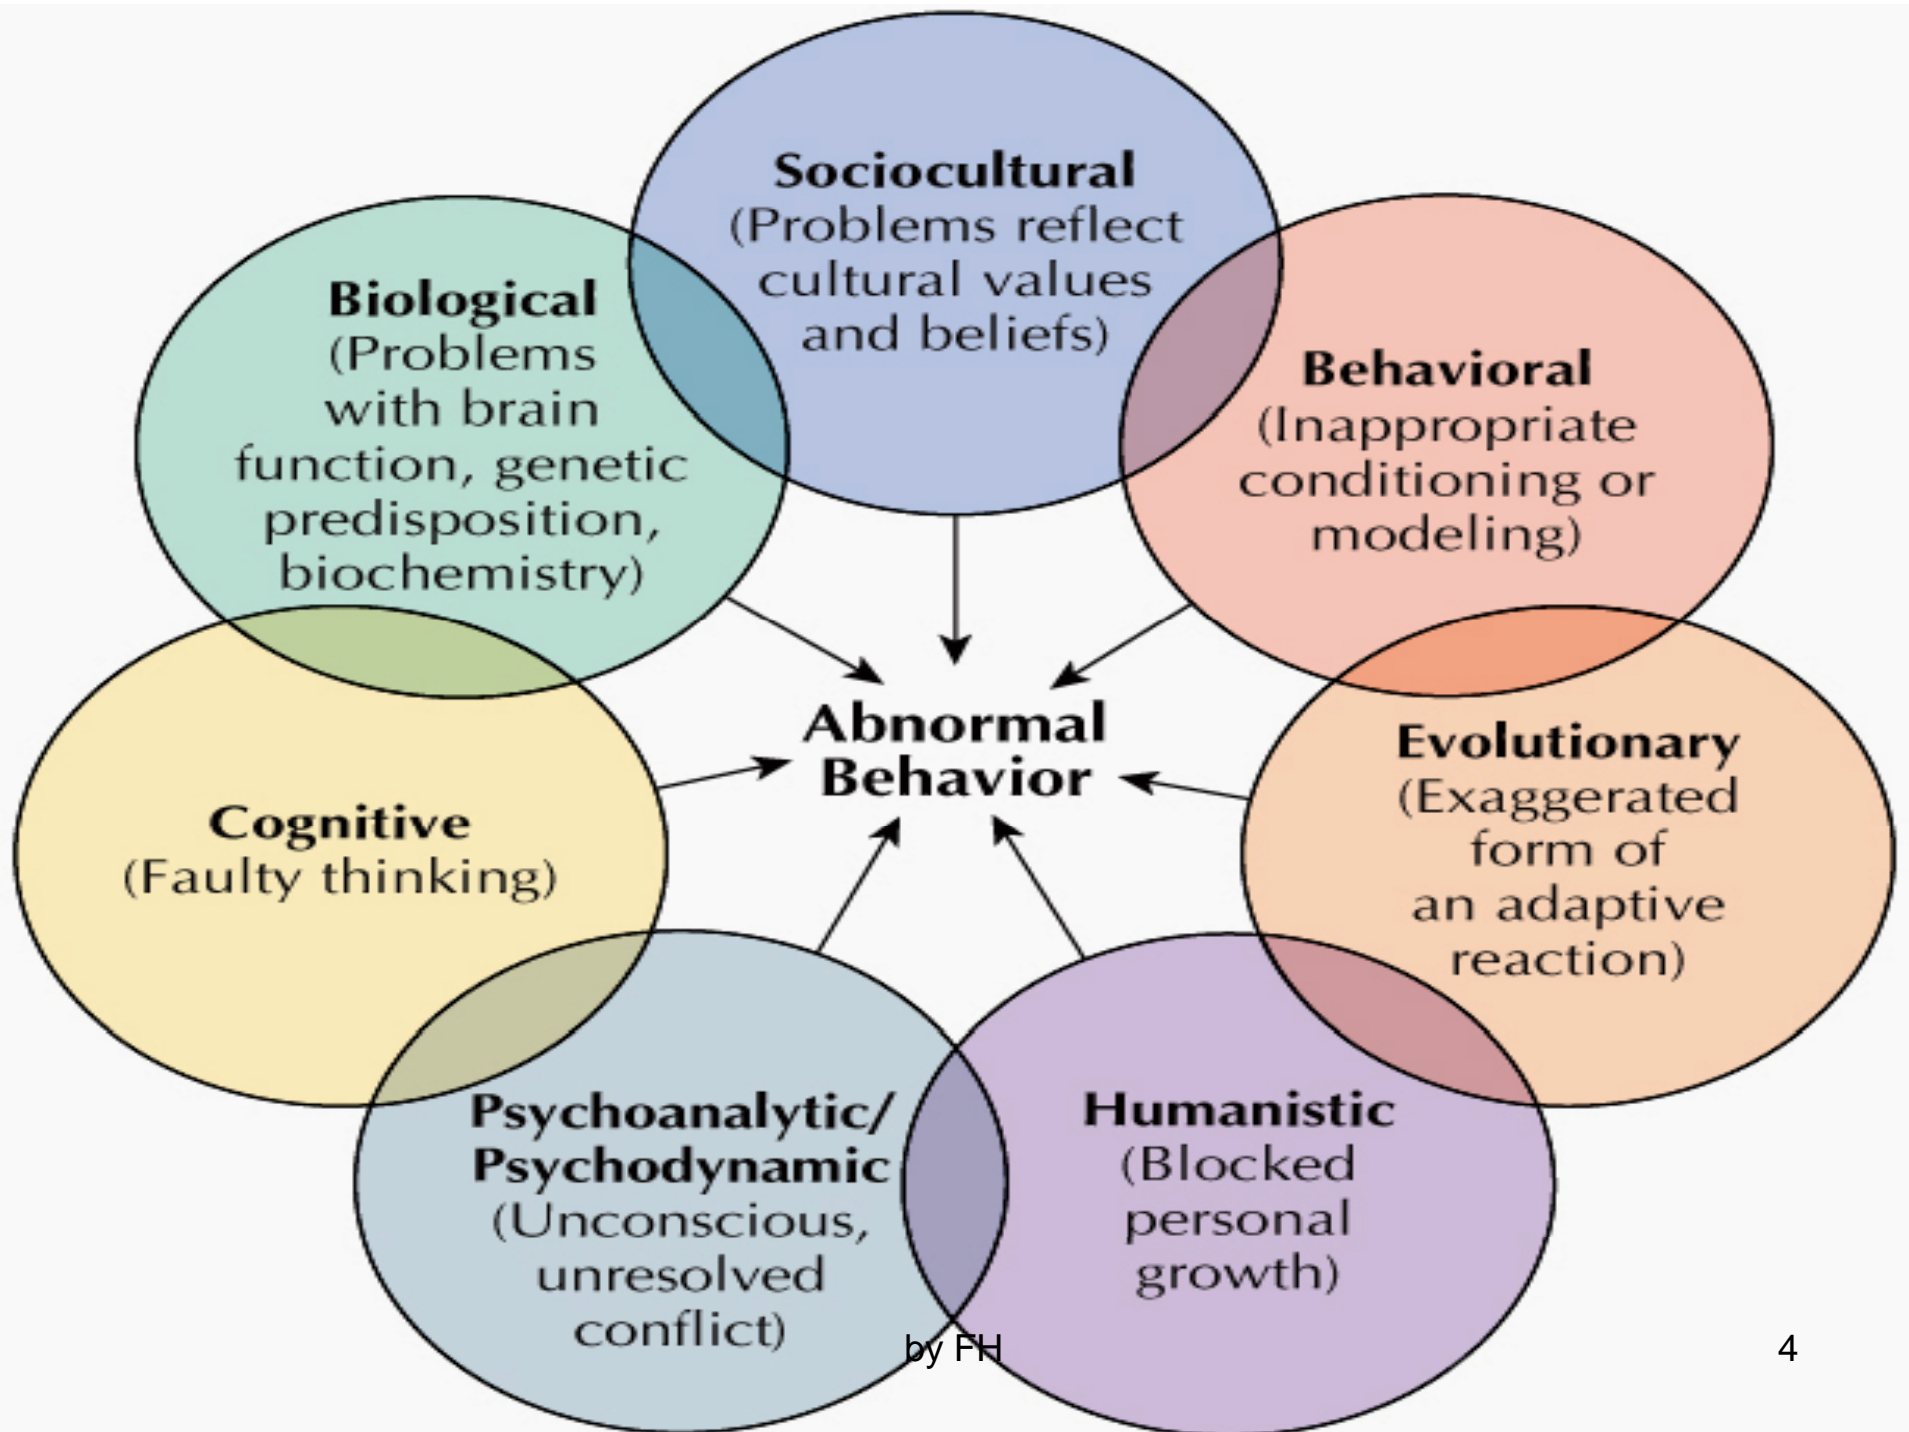 Sociocultural
(Problems reflect
cultural values
and beliefs)
Biological
(Problems
with brain
function, genetic
predisposition,
biochemistry)
Behavioral
(Inappropriate
conditioning or
modeling)
Abnormal
Behavior
Cognitive
(Faulty thinking)
Evolutionary
(Exaggerated
form of
an adaptive
reaction)
Psychoanalytic/
Psychodynamic
(Unconscious,
unresolved
conflict)
Humanistic
(Blocked
personal
growth)
by FH
4